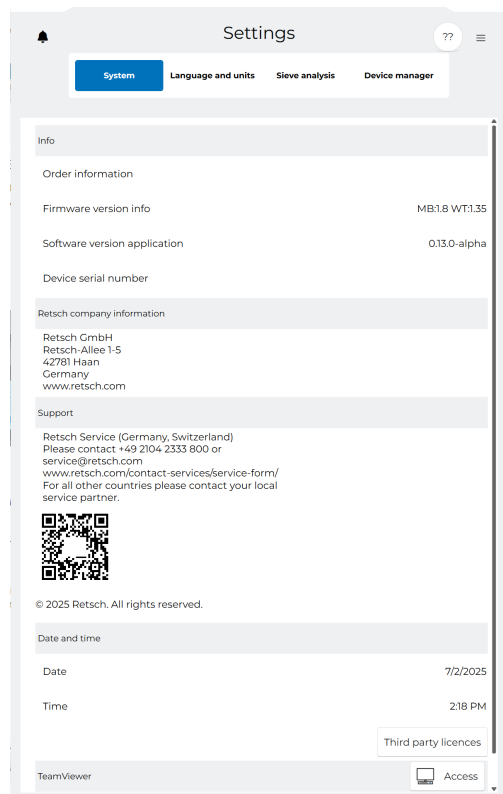 Settings
??
System
Language and units
Sieve analysis
Device manager
Info
Order information
Firmware version info
MB:1.8 WT:1.35
Software version application
0.13.0-alpha
Device serial number
Retsch company information
Retsch GmbH
Retsch-Allee 1-5
42781 Haan
Germany
www.retsch.com
Support
Retsch Service (Germany, Switzerland)
Please contact +49 2104 2333 800 or
service@retsch.com
www.retsch.com/contact-services/service-form/
For all other countries please contact your local
service partner.
© 2025 Retsch. All rights reserved.
Date and time
Date
7/2/2025
Time
2:18 PM
Third party licences
TeamViewer
Access